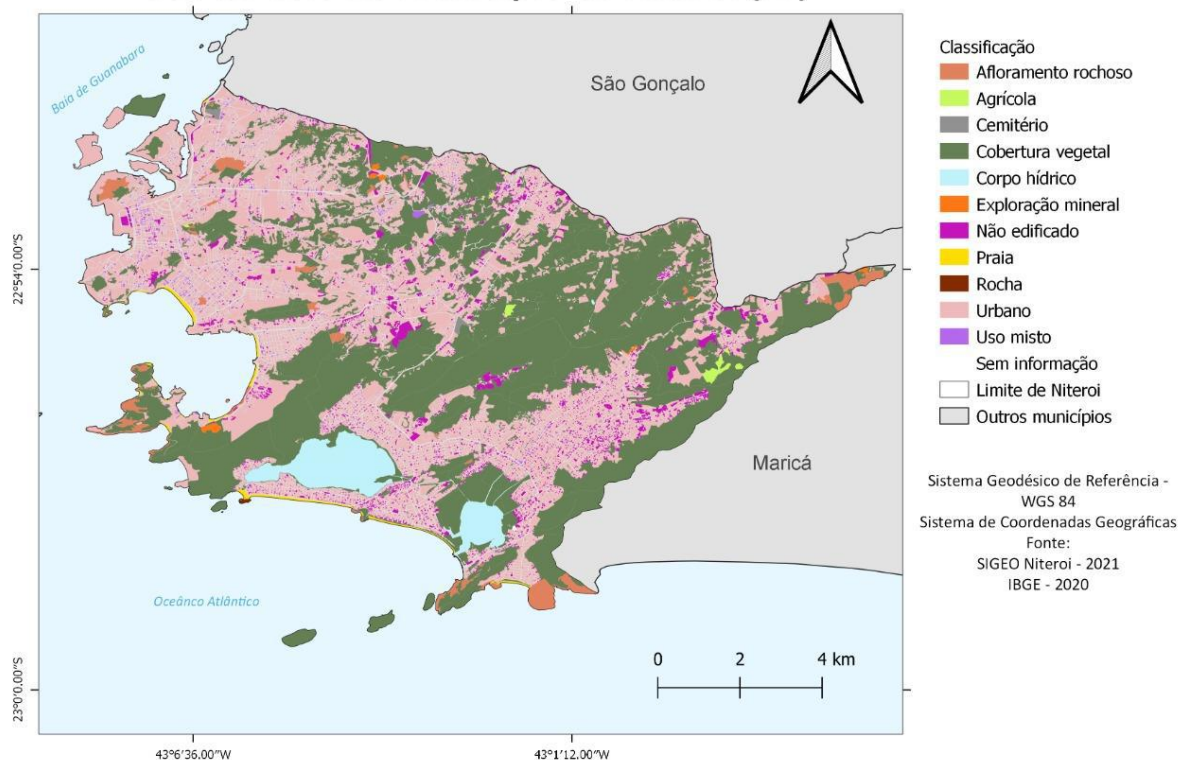 Baia de Guanabara
São Gonçalo
Maricá
Oceânco Atlântico
22°54'0.00"S
23°0'0.00"S
43°6'36.00"W
43°1'12.00"W
0 2 4 km
Classificação
Afloramento rochoso
Agrícola
Cemitério
Cobertura vegetal
Corpo hídrico
Exploração mineral
Não edificado
Praia
Rocha
Urbano
Uso misto
Sem informação
Limite de Niteroi
Outros municípios
Sistema Geodésico de Referência -
WGS 84
Sistema de Coordenadas Geográficas
Fonte:
SIGEO Niteroi - 2021
IBGE - 2020